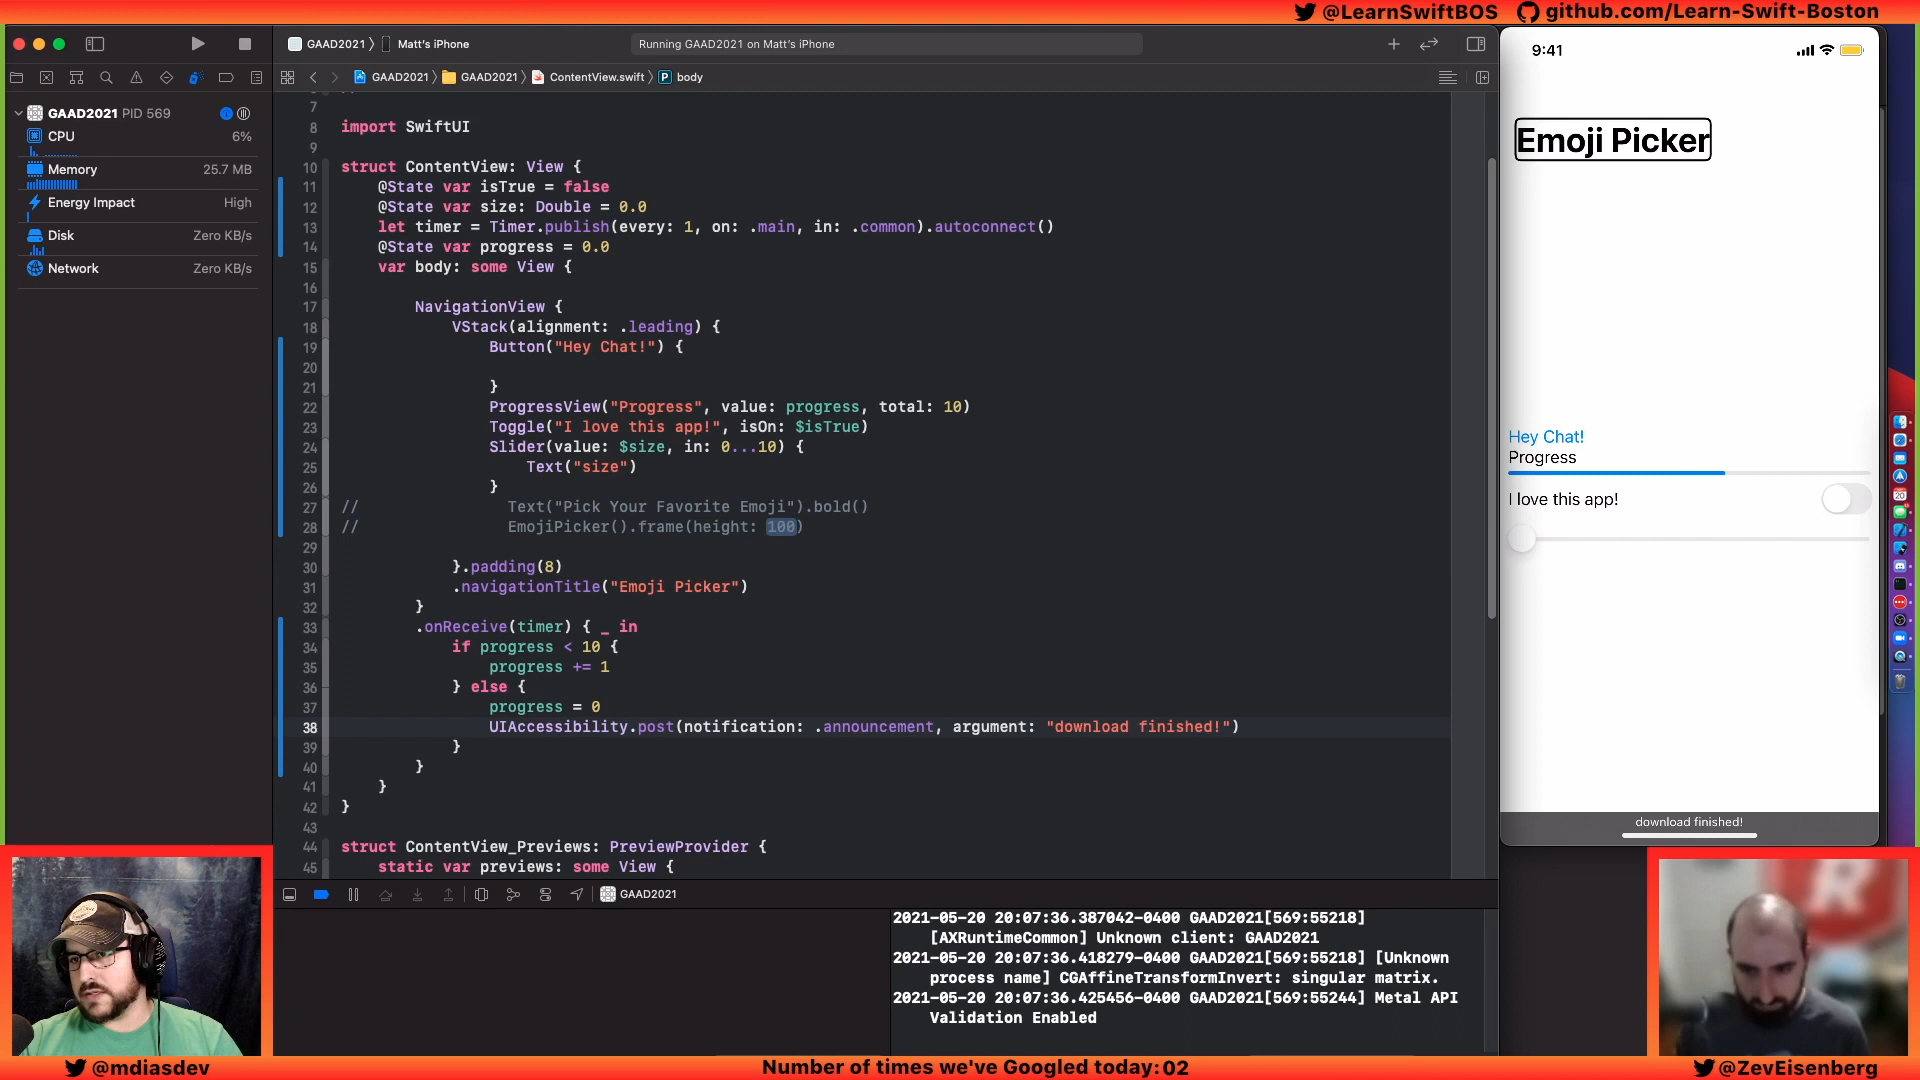 @LearnSwiftBOS github.com/Learn-Swift-Boston
GAAD2021 Matt's iPhone
Running GAAD2021 on Matt's iPhone
9:41
GAAD2021 GAAD2021 ContentView.swift P body
GAAD2021 PID 569
CPU 6%
Memory 25.7 MB
Energy Impact High
Disk Zero KB/s
Network Zero KB/s
7
8 import SwiftUI
9
10 struct ContentView: View {
11 @State var isTrue = false
12 @State var size: Double = 0.0
13 let timer = Timer.publish(every: 1, on: .main, in: .common).autoconnect()
14 @State var progress = 0.0
15 var body: some View {
16
17 NavigationView {
18 VStack(alignment: .leading) {
19 Button("Hey Chat!") {
20
21 }
22 ProgressView("Progress", value: progress, total: 10)
23 Toggle("I love this app!", isOn: $isTrue)
24 Slider(value: $size, in: 0...10) {
25 Text("size")
26 }
27 // Text("Pick Your Favorite Emoji").bold()
28 // EmojiPicker().frame(height: 100)
29
30 }.padding(8)
31 .navigationTitle("Emoji Picker")
32 }
33 .onReceive(timer) { _ in
34 if progress < 10 {
35 progress += 1
36 } else {
37 progress = 0
38 UIAccessibility.post(notification: .announcement, argument: "download finished!")
39 }
40 }
41 }
42 }
43
44 struct ContentView_Previews: PreviewProvider {
45 static var previews: some View {
Emoji Picker
Hey Chat!
Progress
I love this app!
download finished!
20
GAAD2021
2021-05-20 20:07:36.387042-0400 GAAD2021[569:55218]
[AXRuntimeCommon] Unknown client: GAAD2021
2021-05-20 20:07:36.418279-0400 GAAD2021[569:55218] [Unknown
process name] CGAffineTransformInvert: singular matrix.
2021-05-20 20:07:36.425456-0400 GAAD2021[569:55244] Metal API
Validation Enabled
R
@mdiasdev
Number of times we've Googled today: 02
@ZevEisenberg